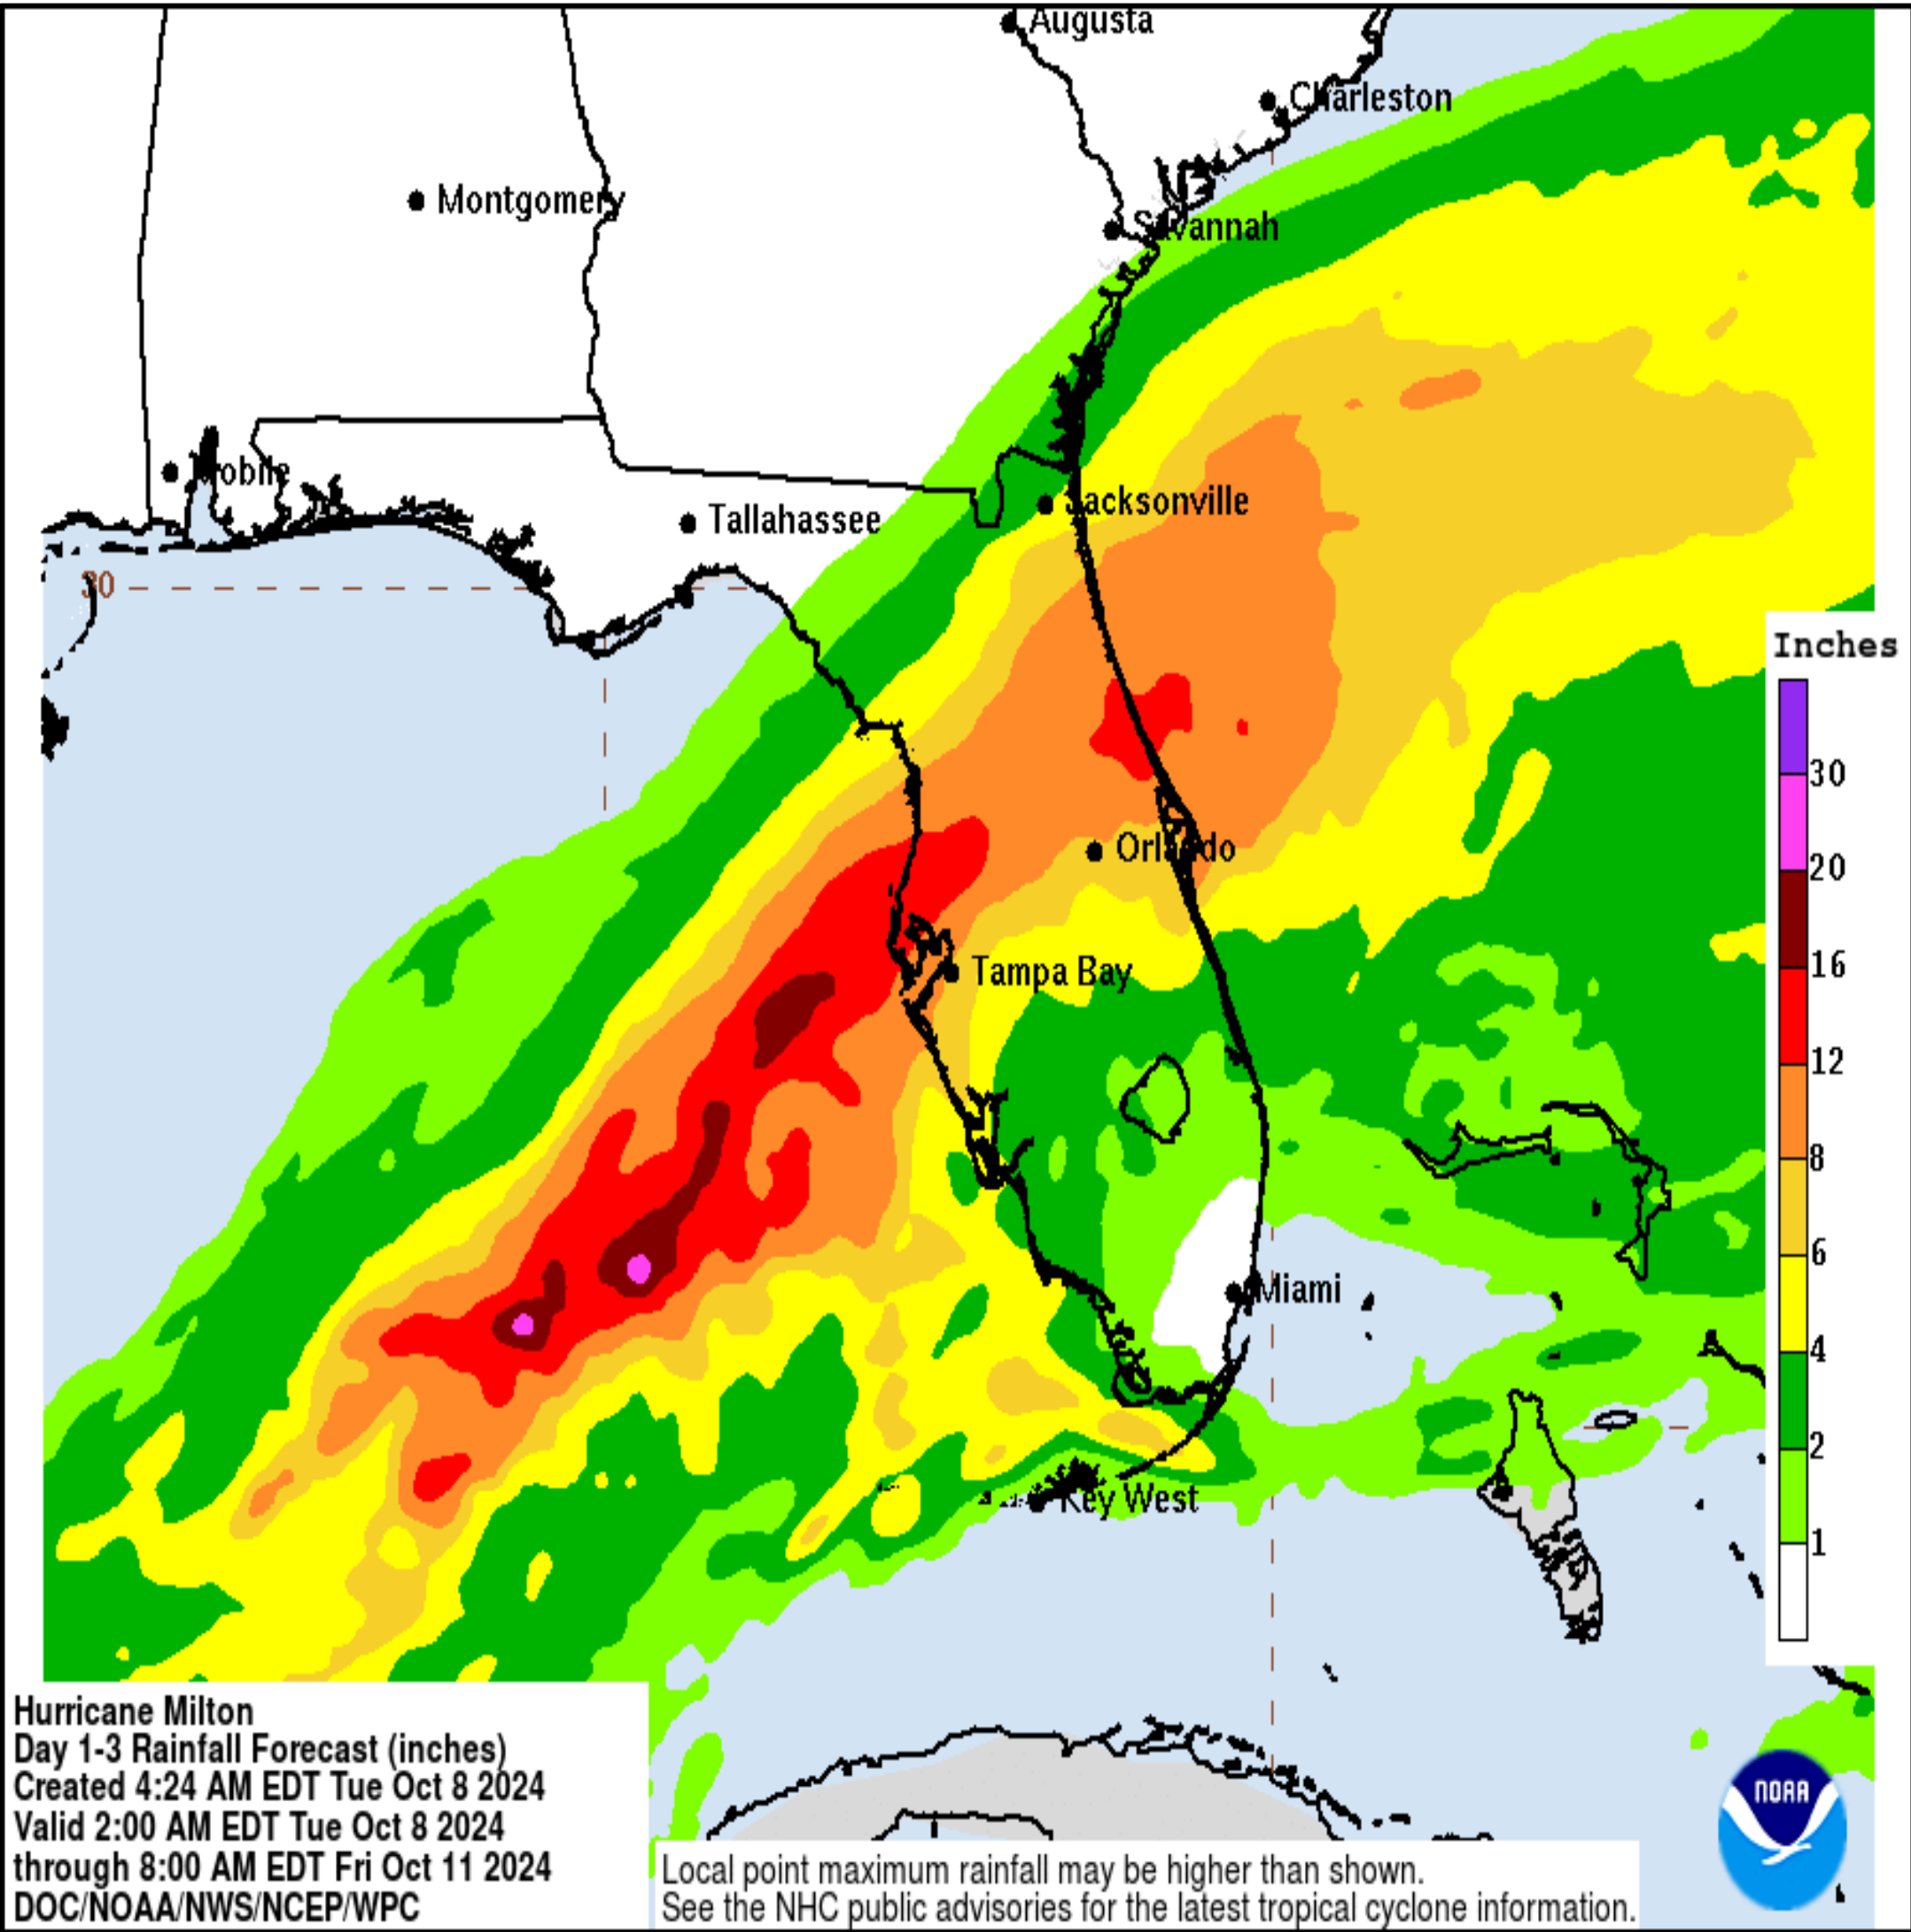 Augusta
Charleston
Montgomery
Savannah
Mobile
Jacksonville
Tallahassee
30
Inches
30
Orlando
20
16
Tampa Bay
12
8
6
Miami
4
2
Key West
1
Hurricane Milton
Day 1-3 Rainfall Forecast (inches)
Created 4:24 AM EDT Tue Oct 8 2024
Valid 2:00 AM EDT Tue Oct 8 2024
through 8:00 AM EDT Fri Oct 11 2024
DOC/NOAA/NWS/NCEP/WPC
NOAA
Local point maximum rainfall may be higher than shown.
See the NHC public advisories for the latest tropical cyclone information.